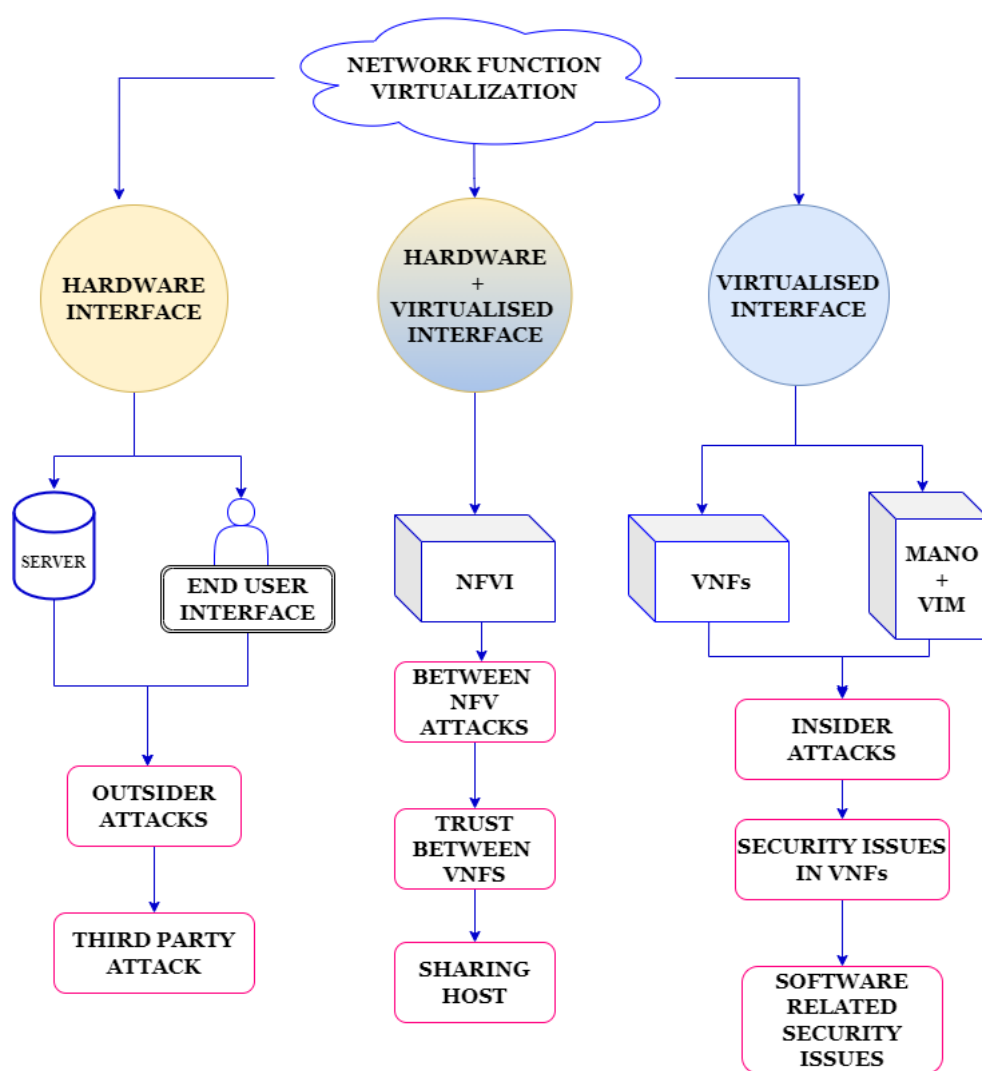 NETWORK FUNCTION
VIRTUALIZATION
HARDWARE
INTERFACE
HARDWARE
+
VIRTUALISED
INTERFACE
VIRTUALISED
INTERFACE
SERVER
END USER
INTERFACE
NFVI
VNFs
MANO
+
VIM
BETWEEN
NFV
ATTACKS
INSIDER
ATTACKS
OUTSIDER
ATTACKS
TRUST
BETWEEN
VNFS
SECURITY ISSUES
IN VNFs
THIRD PARTY
ATTACK
SHARING
HOST
SOFTWARE
RELATED
SECURITY
ISSUES